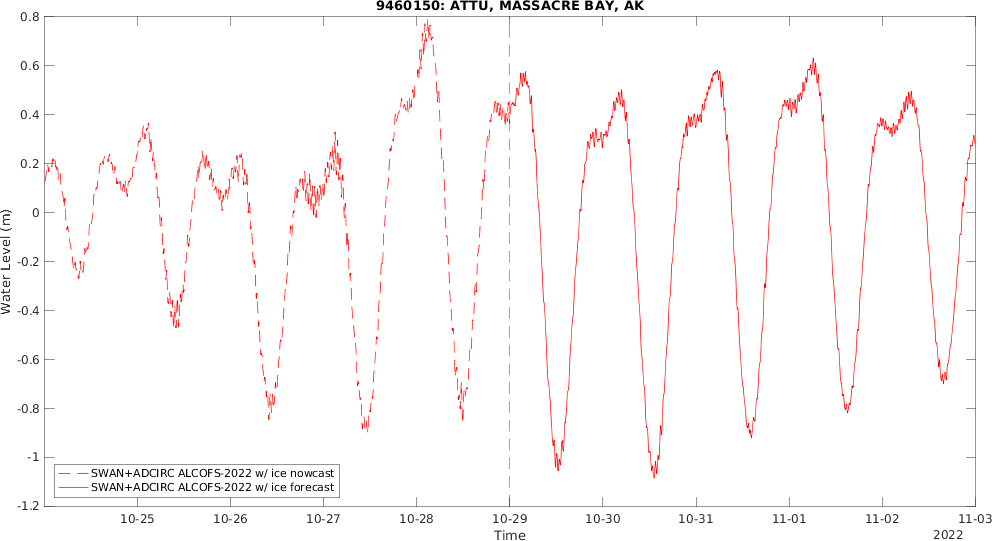 9460150: ATTU, MASSACRE BAY, AK
Water Level (m)
0.8
0.6
0.4
0.2
0
-0.2
-0.4
-0.6
-0.8
-1
-1.2
SWAN+ADCIRC ALCOFS-2022 w/ ice nowcast
SWAN+ADCIRC ALCOFS-2022 w/ ice forecast
10-25 10-26 10-27 10-28 10-29 10-30 10-31 11-01 11-02 11-03
Time
2022